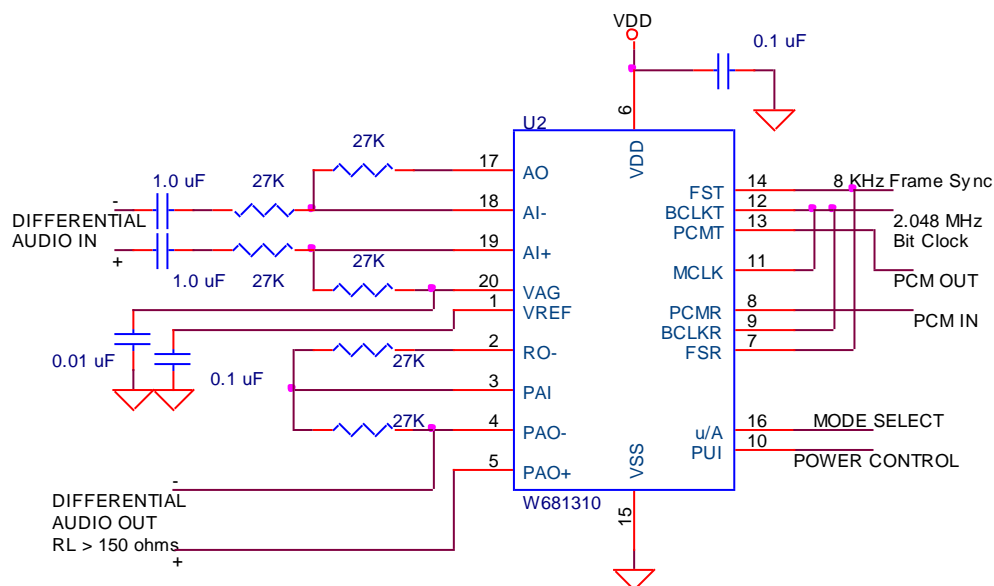 VDD
0.1 uF
6
U2
VDD
27K
17
AO
1.0 uF
27K
-
18
AI-
DIFFERENTIAL
AUDIO IN
+
19
AI+
1.0 uF
27K
27K
20
VAG
1
VREF
0.01 uF
0.1 uF
2
RO-
27K
3
PAI
27K
4
PAO-
5
PAO+
-
DIFFERENTIAL
AUDIO OUT
RL > 150 ohms
+
FST
14
8 KHz Frame Sync
BCLKT
12
2.048 MHz
Bit Clock
PCMT
13
MCLK
11
PCM OUT
PCMR
8
PCM IN
BCLKR
9
FSR
7
u/A
16
MODE SELECT
PUI
10
POWER CONTROL
VSS
W681310
15